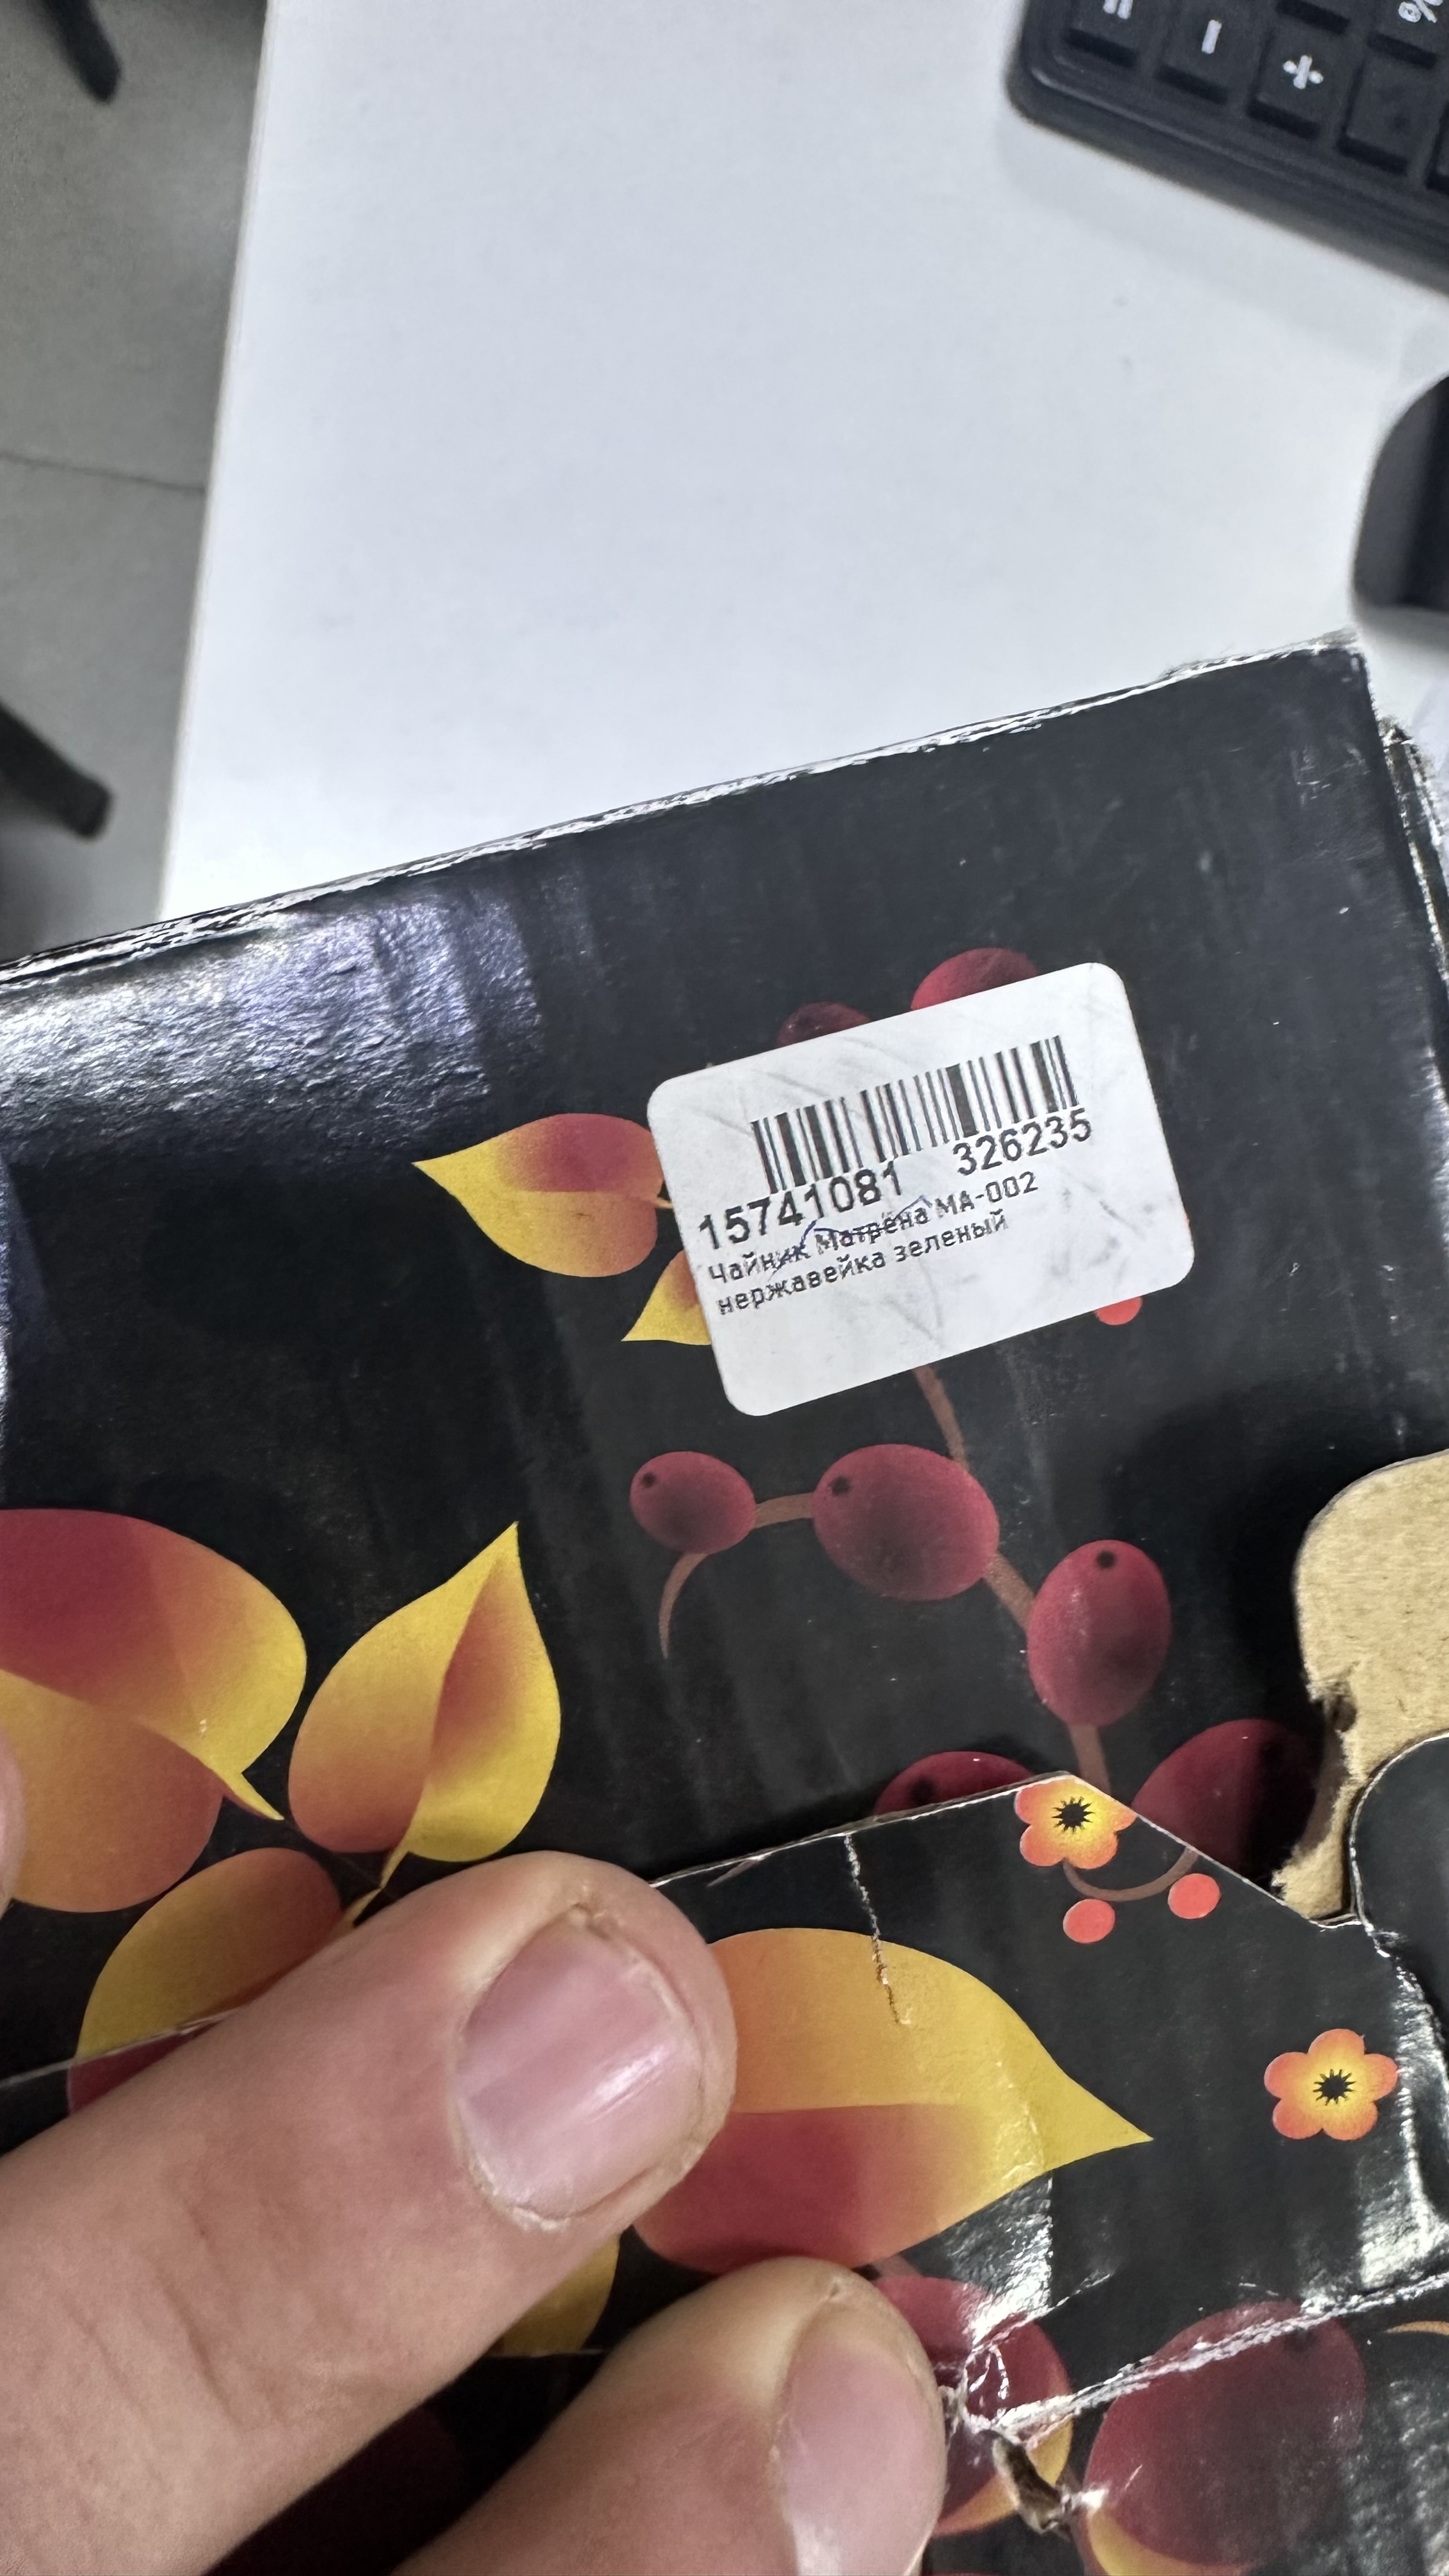 % 
÷
15741081 326235
Чайник Матрёна МА-002
нержавейка зеленый